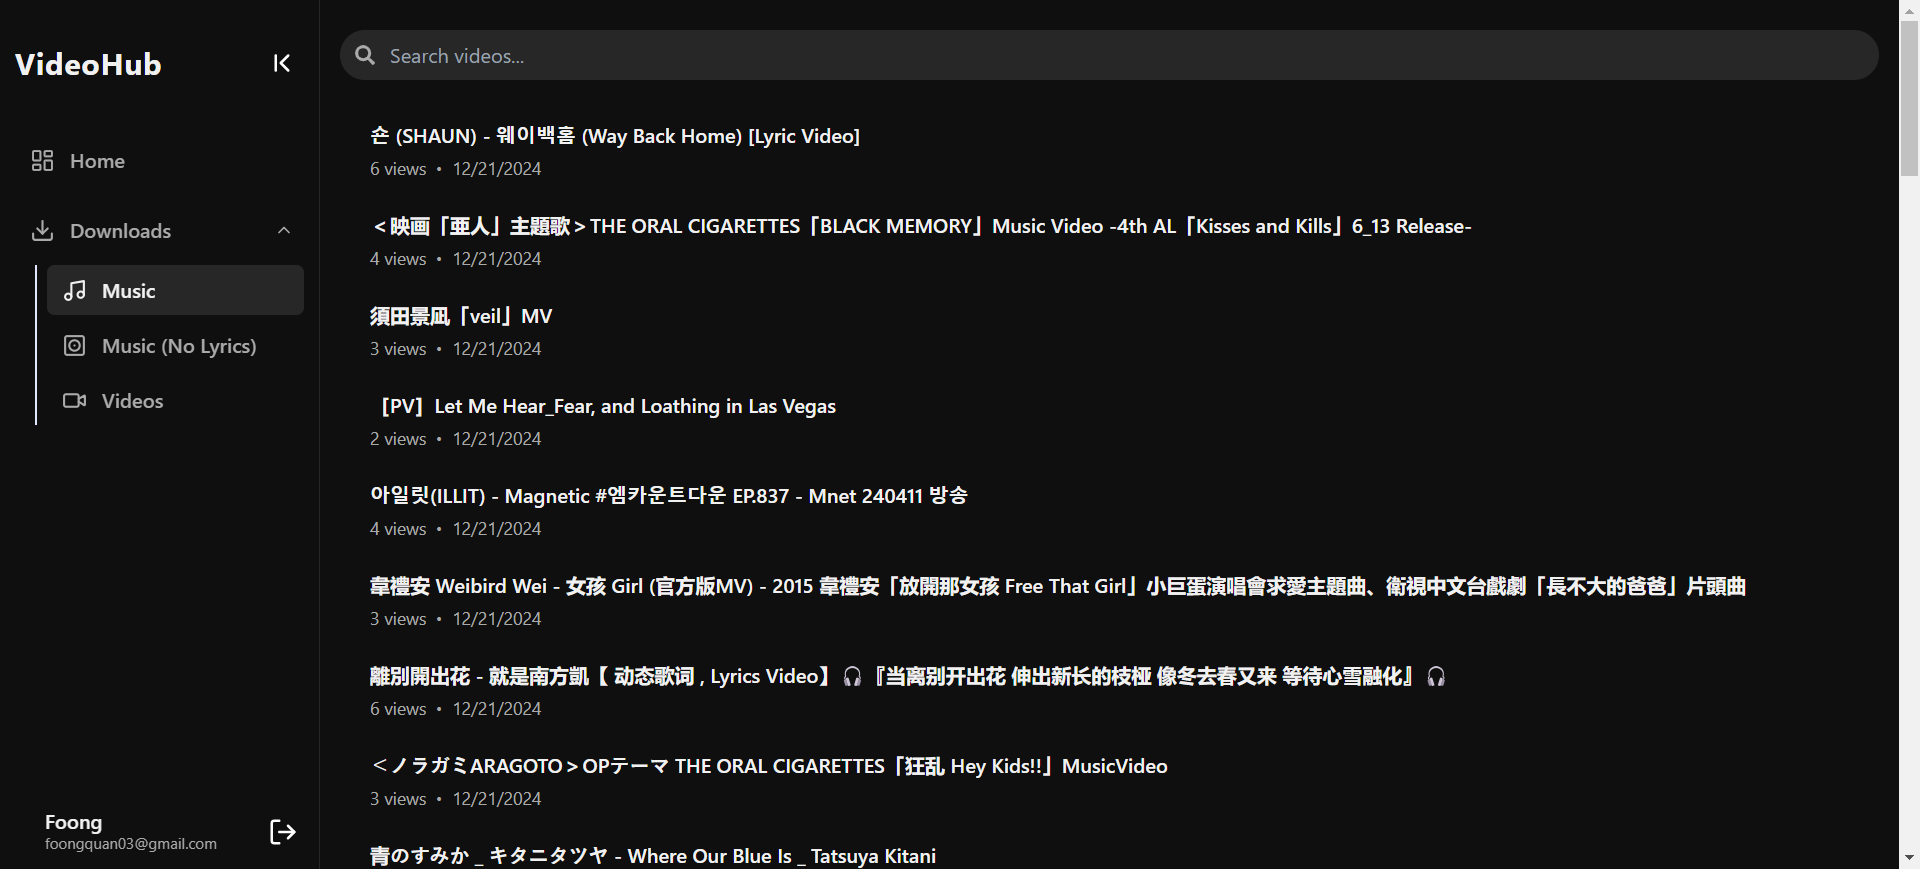 VideoHub
Home
Downloads
Music
Music (No Lyrics)
Videos
Foong
foongquan03@gmail.com
Search videos...
숀 (SHAUN) - 웨이백홈 (Way Back Home) [Lyric Video]
6 views • 12/21/2024
＜映画「亜人」主題歌＞THE ORAL CIGARETTES「BLACK MEMORY」Music Video -4th AL「Kisses and Kills」6_13 Release-
4 views • 12/21/2024
須田景凪「veil」MV
3 views • 12/21/2024
［PV］Let Me Hear_Fear, and Loathing in Las Vegas
2 views • 12/21/2024
아일릿(ILLIT) - Magnetic #엠카운트다운 EP.837 - Mnet 240411 방송
4 views • 12/21/2024
韋禮安 Weibird Wei - 女孩 Girl (官方版MV) - 2015 韋禮安「放開那女孩 Free That Girl」小巨蛋演唱會求愛主題曲、衛視中文台戲劇「長不大的爸爸」片頭曲
3 views • 12/21/2024
離別開出花 - 就是南方凱【 动态歌词 , Lyrics Video】🎧『当离别开出花 伸出新长的枝桠 像冬去春又来 等待心雪融化』🎧
6 views • 12/21/2024
＜ノラガミARAGOTO＞OPテーマ THE ORAL CIGARETTES「狂乱 Hey Kids!!」MusicVideo
3 views • 12/21/2024
青のすみか _ キタニタツヤ - Where Our Blue Is _ Tatsuya Kitani